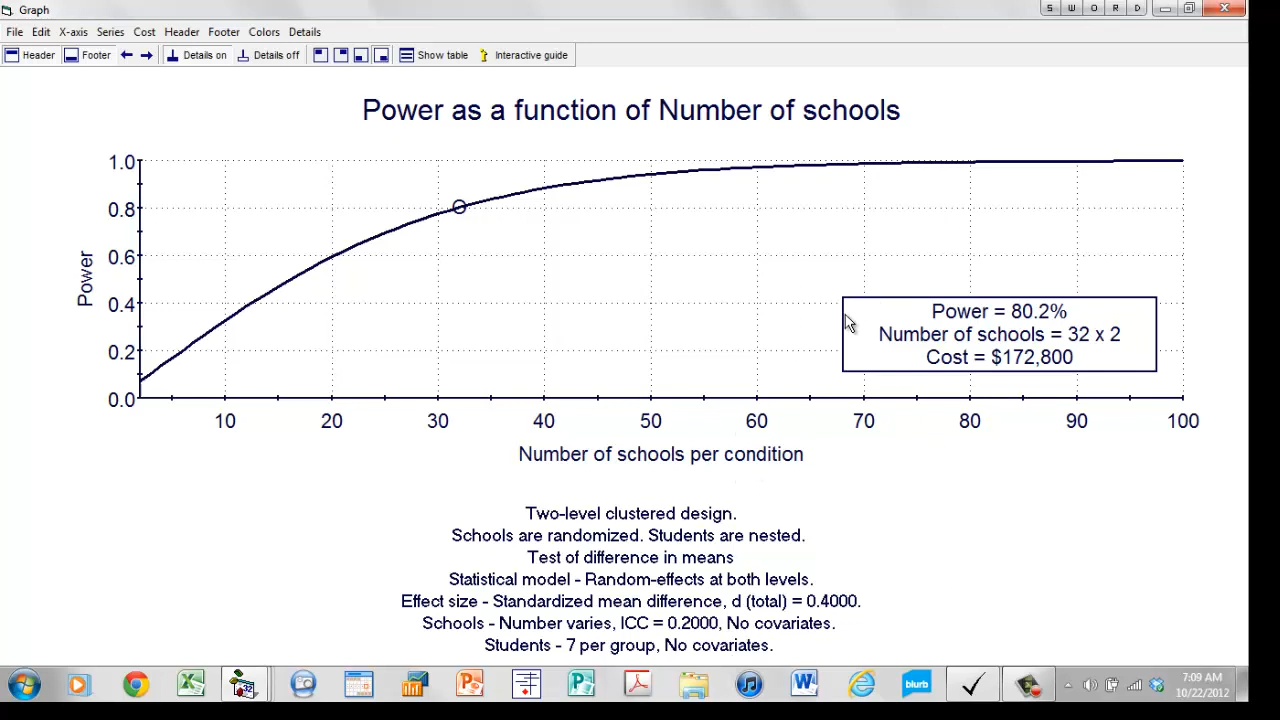 Graph
S W O R D
File Edit X-axis Series Cost Header Footer Colors Details
Header Footer Details on Details off Show table Interactive guide
Power as a function of Number of schools
1.0
0.8
0.6
0.4
0.2
0.0
Power
Power = 80.2%
Number of schools = 32 x 2
Cost = $172,800
10 20 30 40 50 60 70 80 90 100
Number of schools per condition
Two-level clustered design.
Schools are randomized. Students are nested.
Test of difference in means
Statistical model - Random-effects at both levels.
Effect size - Standardized mean difference, d (total) = 0.4000.
Schools - Number varies, ICC = 0.2000, No covariates.
Students - 7 per group, No covariates.
32
blurb
7:09 AM
10/22/2012